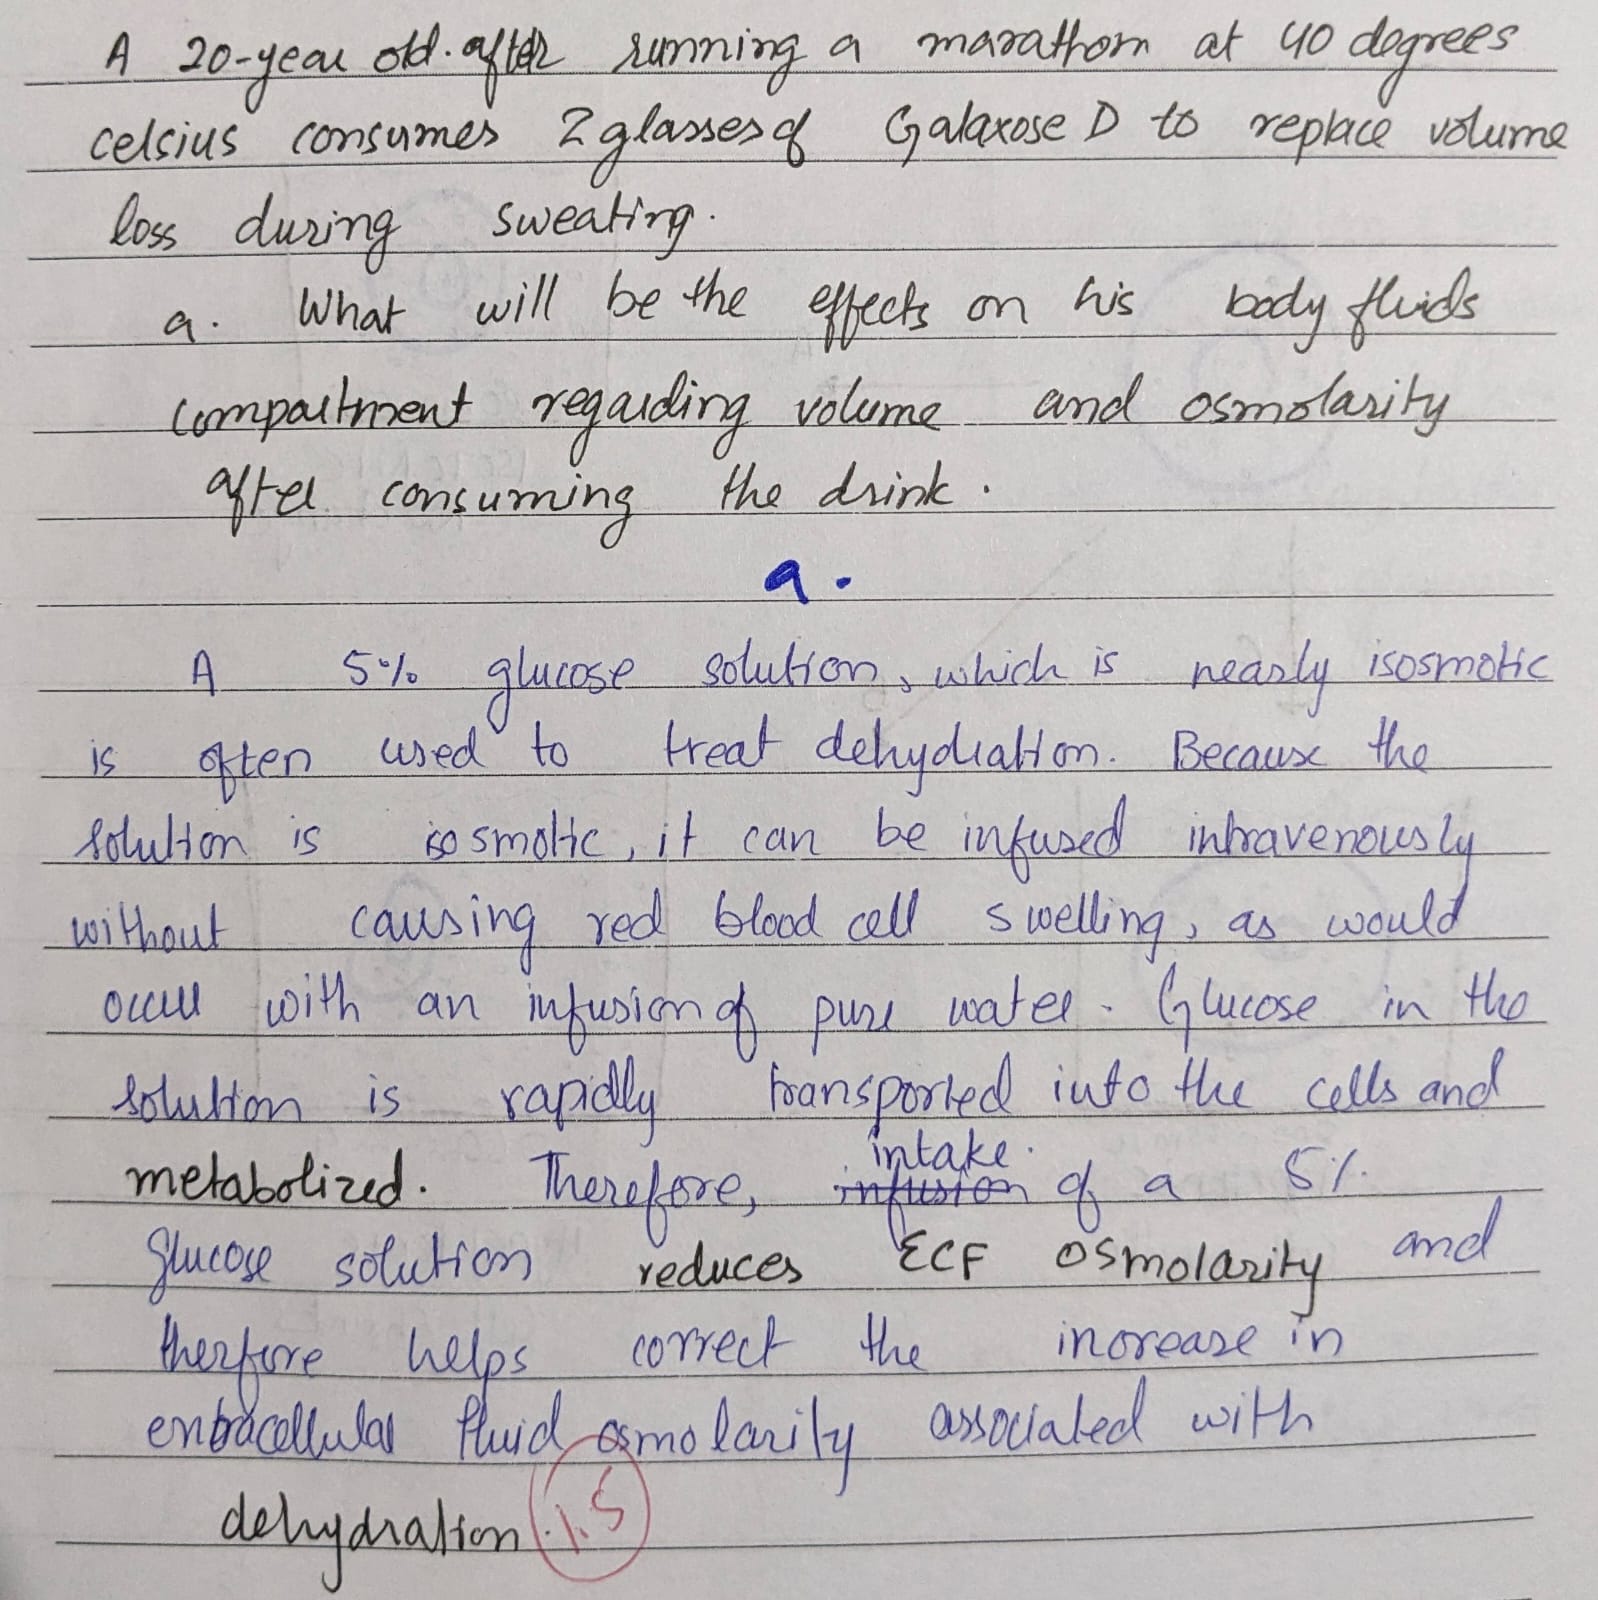 A 20-year old. after running a marathom at 40 degrees
celsius consumes 2 glasses of Galaxose D to replace volume
loss during sweating.
a. What will be the effects on his body fluids
compartment regarding volume and osmolarity
after consuming the drink.
a.
A 5% glucose solution, which is nearly isosmotic
is often used to treat dehydration. Because the
solution is isosmotic, it can be infused intravenously
without causing red blood cell swelling, as would
occur with an infusion of pure water. Glucose in the
solution is rapidly transported into the cells and
metabolized. Therefore, ~~infusion~~ intake of a 5%
glucose solution reduces ECF osmolarity and
therfore helps correct the increase in
extracellular fluid osmolarity associated with
dehydration. 1.5